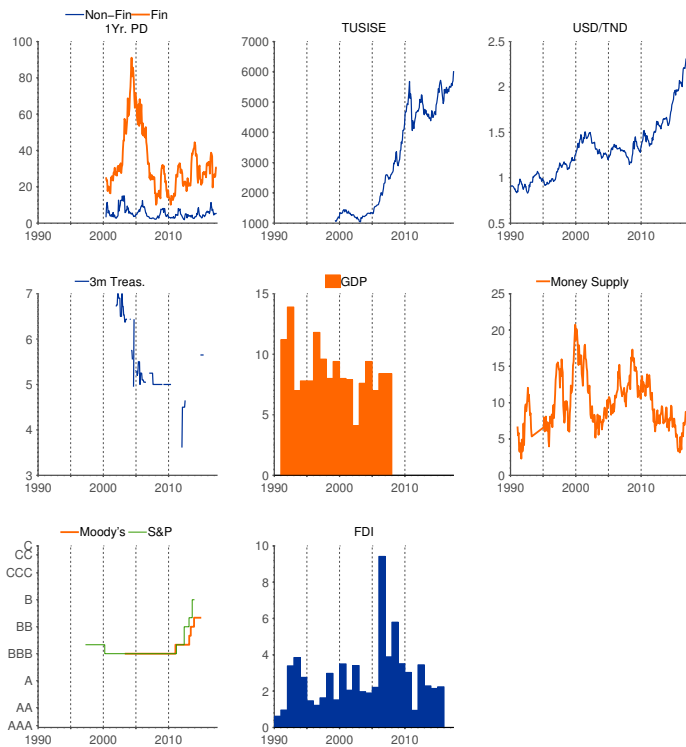 Non-Fin Fin
1Yr. PD
100
80
60
40
20
0
1990 2000 2010
TUSISE
7000
6000
5000
4000
3000
2000
1000
1990 2000 2010
USD/TND
2.5
2
1.5
1
0.5
1990 2000 2010
3m Treas.
7
6
5
4
3
1990 2000 2010
GDP
15
10
5
0
1990 2000 2010
Money Supply
25
20
15
10
5
0
1990 2000 2010
Moody's S&P
C
CC
CCC
B
BB
BBB
A
AA
AAA
1990 2000 2010
FDI
10
8
6
4
2
0
1990 2000 2010